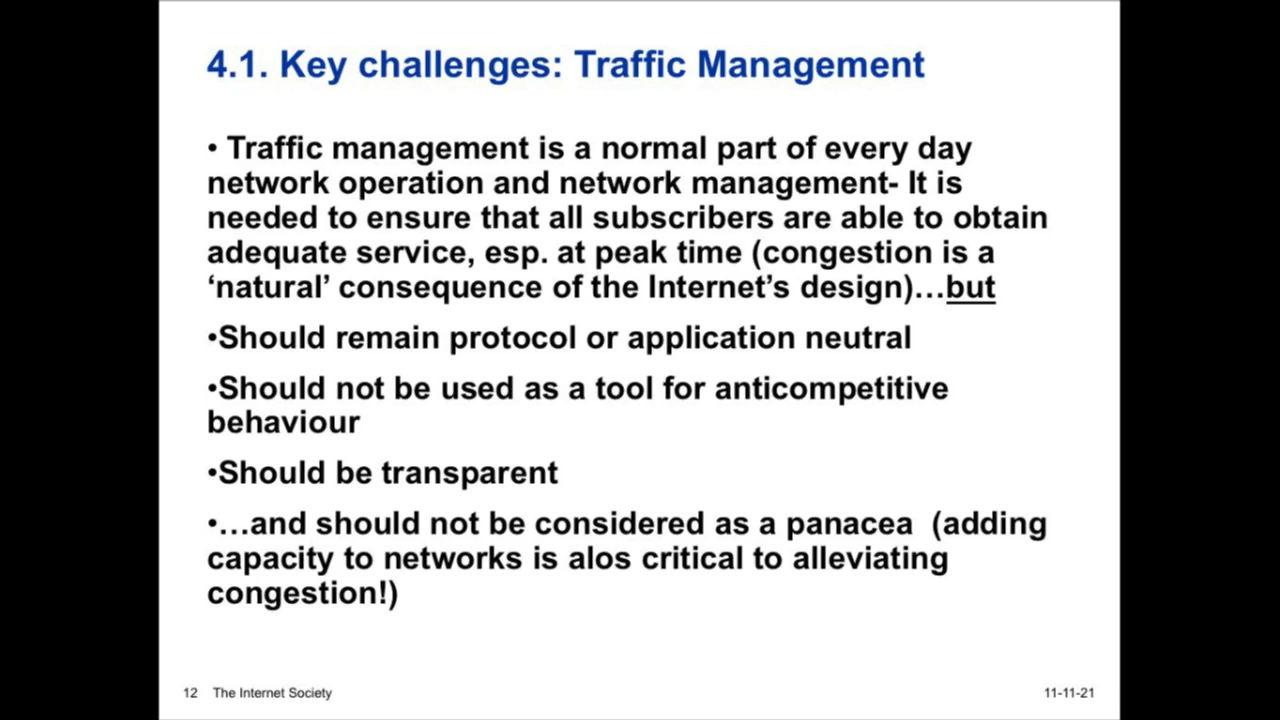 4.1. Key challenges: Traffic Management
• Traffic management is a normal part of every day
network operation and network management- It is
needed to ensure that all subscribers are able to obtain
adequate service, esp. at peak time (congestion is a
‘natural’ consequence of the Internet’s design)…but
•Should remain protocol or application neutral
•Should not be used as a tool for anticompetitive
behaviour
•Should be transparent
•…and should not be considered as a panacea  (adding
capacity to networks is alos critical to alleviating
congestion!)
12 The Internet Society 11-11-21